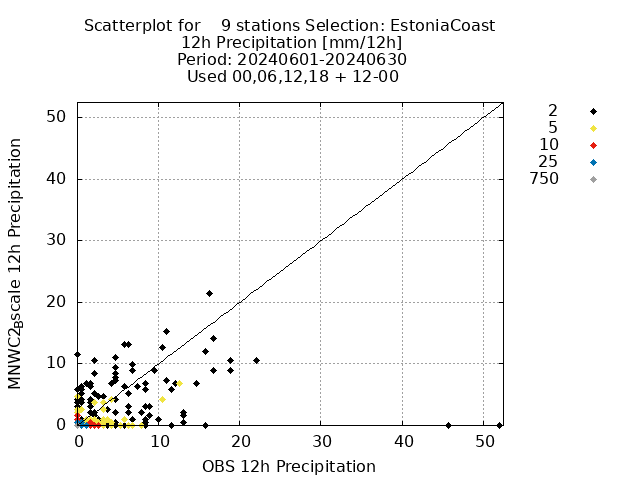 Scatterplot for    9 stations Selection: EstoniaCoast
12h Precipitation [mm/12h]
Period: 20240601-20240630
Used 00,06,12,18 + 12-00
2
5
10
25
750
MNWC2Bscale 12h Precipitation
50
40
30
20
10
0
0 10 20 30 40 50
OBS 12h Precipitation